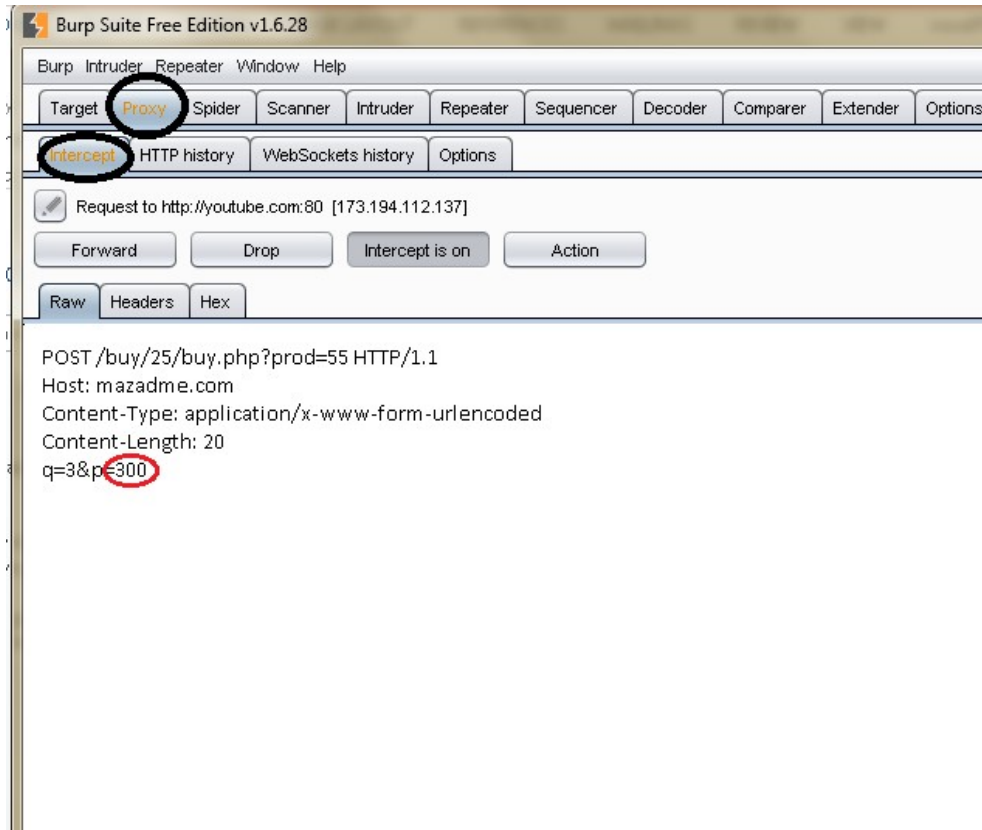 Burp Suite Free Edition v1.6.28
Burp Intruder Repeater Window Help
Target Proxy Spider Scanner Intruder Repeater Sequencer Decoder Comparer Extender Options
Intercept HTTP history WebSockets history Options
Request to http://youtube.com:80 [173.194.112.137]
Forward Drop Intercept is on Action
Raw Headers Hex
POST /buy/25/buy.php?prod=55 HTTP/1.1
Host: mazadme.com
Content-Type: application/x-www-form-urlencoded
Content-Length: 20
q=3&p=300